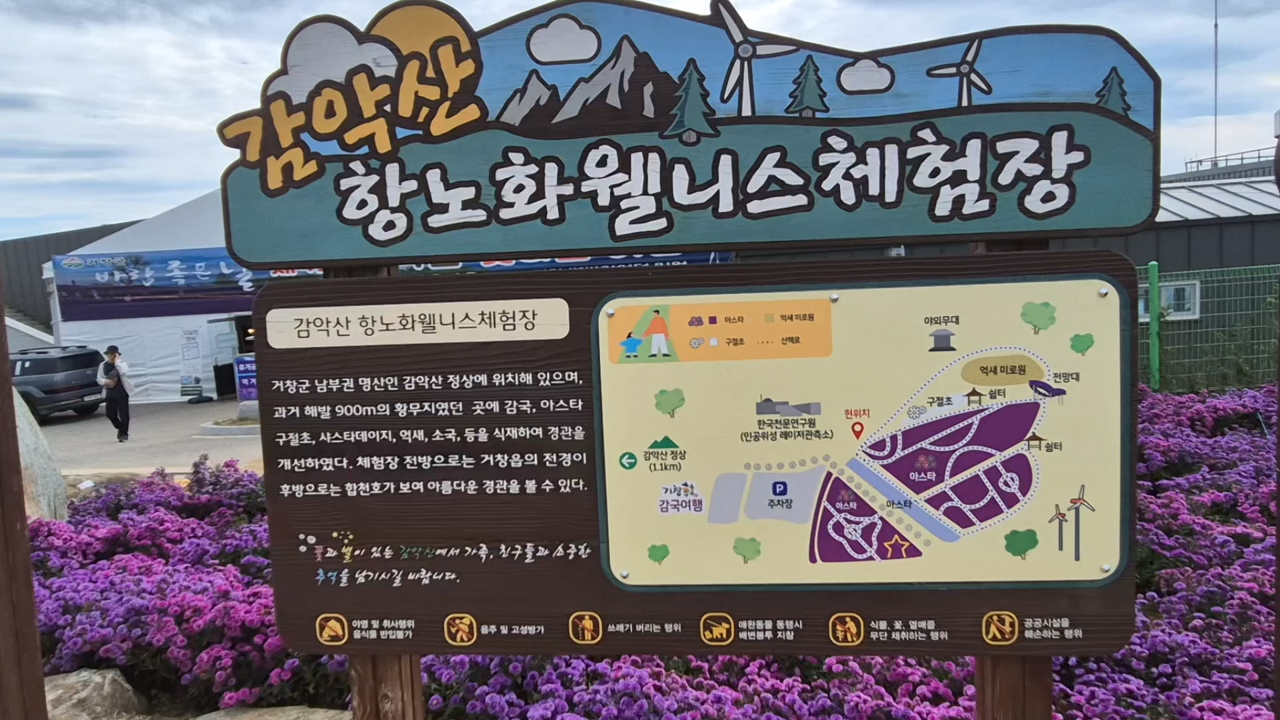 감악산
항노화웰니스체험장
거창군
바람 좋은 날
감악산 항노화웰니스체험장
거창군 남부권 명산인 감악산 정상에 위치해 있으며,
과거 해발 900m의 황무지였던 곳에 감국, 아스타
구절초, 샤스타데이지, 억새, 소국, 등을 식재하여 경관을
개선하였다. 체험장 전방으로는 거창읍의 전경이
후방으로는 합천호가 보여 아름다운 경관을 볼 수 있다.
꽃과 별이 있는 감악산에서 가족, 친구들과 소중한
추억을 남기시길 바랍니다.
아스타
억새 미로원
구절초
산책로
야외무대
억새 미로원
전망대
구절초
쉼터
현위치
한국천문연구원
(인공위성 레이저관측소)
쉼터
감악산 정상
(1.1km)
아스타
감국여행
P
주차장
아스타
아스타
야영 및 취사행위
음식물 반입불가
음주 및 고성방가
쓰레기 버리는 행위
애완동물 동행시
배변봉투 지참
식물, 꽃, 열매를
무단 채취하는 행위
공공시설을
훼손하는 행위